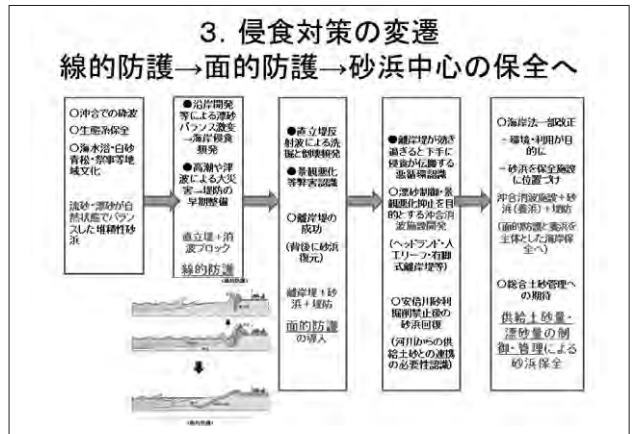 3. 侵食対策の変遷
線的防護→面的防護→砂浜中心の保全へ
○沖合での砕波
○生態系保全
○海水浴・白砂
青松・祭事等地
域文化
流砂・漂砂が自
然状態でバラン
スした堆積性砂
浜
●沿岸開発
等による漂砂
バランス激変
→海岸侵食頻
発
●高潮や津
波による大災
害→堤防の
早期整備
直立堤+消
波ブロック
線的防護
●直立堤反
射波による洗
掘と倒壊頻発
●景観悪化
等弊害認識
○離岸堤の
成功
(背後に砂浜
復元)
離岸堤+砂
浜+堤防
面的防護
の導入
●離岸堤が効き
過ぎると下手に
侵食が伝播する
悪循環認識
○漂砂制御・景
観悪化抑止を目
的とする沖合消
波施設開発
(ヘッドランド・人
工リーフ・有脚
式離岸堤等)
○安倍川砂利
掘削禁止後の
砂浜回復
(河川からの供
給土砂との連携
の必要性認識)
○海岸法一部改正
-環境・利用が目
的に
-砂浜を保全施設
に位置づけ
沖合消波施設+砂
浜(養浜)+堤防
(面的防護と養浜を
主体とした海岸保
全へ)
○総合土砂管理へ
の期待
供給土砂量・
漂砂量の制
御・管理による
砂浜保全
(線的防護)
(面的防護)